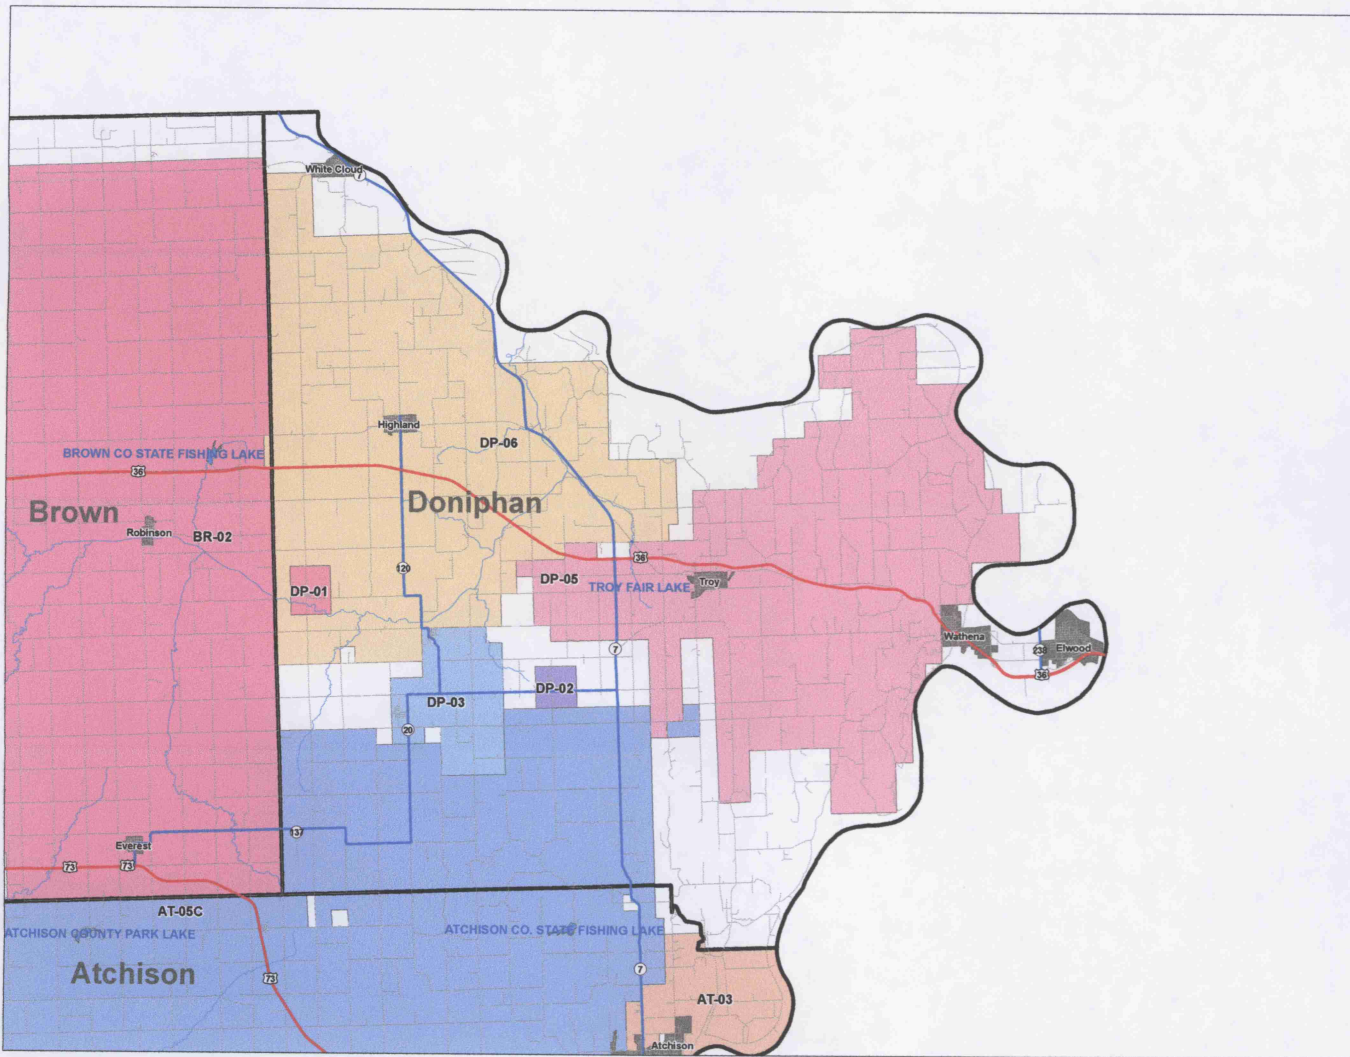 White Cloud
7
Highland
DP-06
BROWN CO STATE FISHING LAKE
36
Doniphan
Brown
Robinson
BR-02
120
36
DP-01
DP-05
TROY FAIR LAKE
Troy
Wathena
238
Elwood
36
7
DP-02
DP-03
20
137
Everest
73
73
AT-05C
ATCHISON COUNTY PARK LAKE
ATCHISON CO. STATE FISHING LAKE
Atchison
73
7
AT-03
Atchison